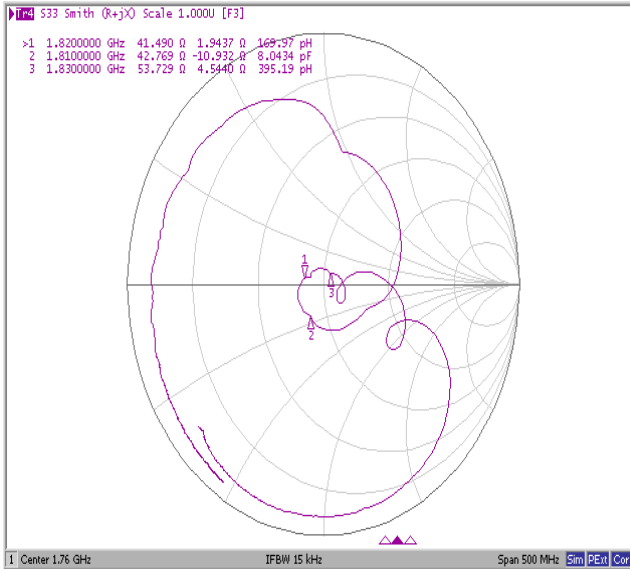 Tr4 S33 Smith (R+jX) Scale 1.000U [F3]
>1 1.8200000 GHz 41.490 Ω 1.9437 Ω 169.97 pH
2 1.8100000 GHz 42.769 Ω -10.932 Ω 8.0434 pF
3 1.8300000 GHz 53.729 Ω 4.5440 Ω 395.19 pH
1
3
2
1 Center 1.76 GHz IFBW 15 kHz Span 500 MHz Sim PExt Cor